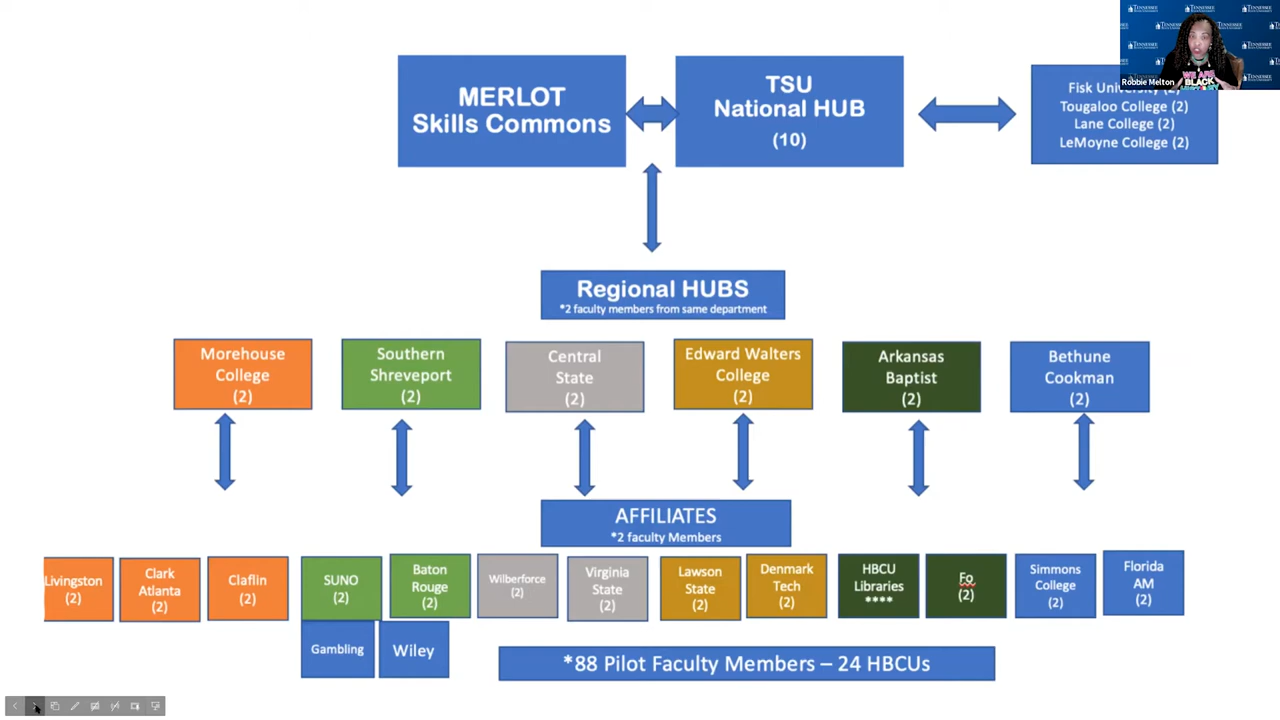 MERLOT
Skills Commons
TSU
National HUB
(10)
Robbie Melton
WE ARE
BLACK
Fisk University (2)
Tougaloo College (2)
Lane College (2)
LeMoyne College (2)
Regional HUBS
*2 faculty members from same department
Morehouse
College
(2)
Southern
Shreveport
(2)
Central
State
(2)
Edward Walters
College
(2)
Arkansas
Baptist
(2)
Bethune
Cookman
(2)
AFFILIATES
*2 faculty Members
Livingston
(2)
Clark
Atlanta
(2)
Claflin
(2)
SUNO
(2)
Baton
Rouge
(2)
Wilberforce
(2)
Virginia
State
(2)
Lawson
State
(2)
Denmark
Tech
(2)
HBCU
Libraries
****
Fo
(2)
Simmons
College
(2)
Florida
AM
(2)
Gambling
Wiley
*88 Pilot Faculty Members – 24 HBCUs